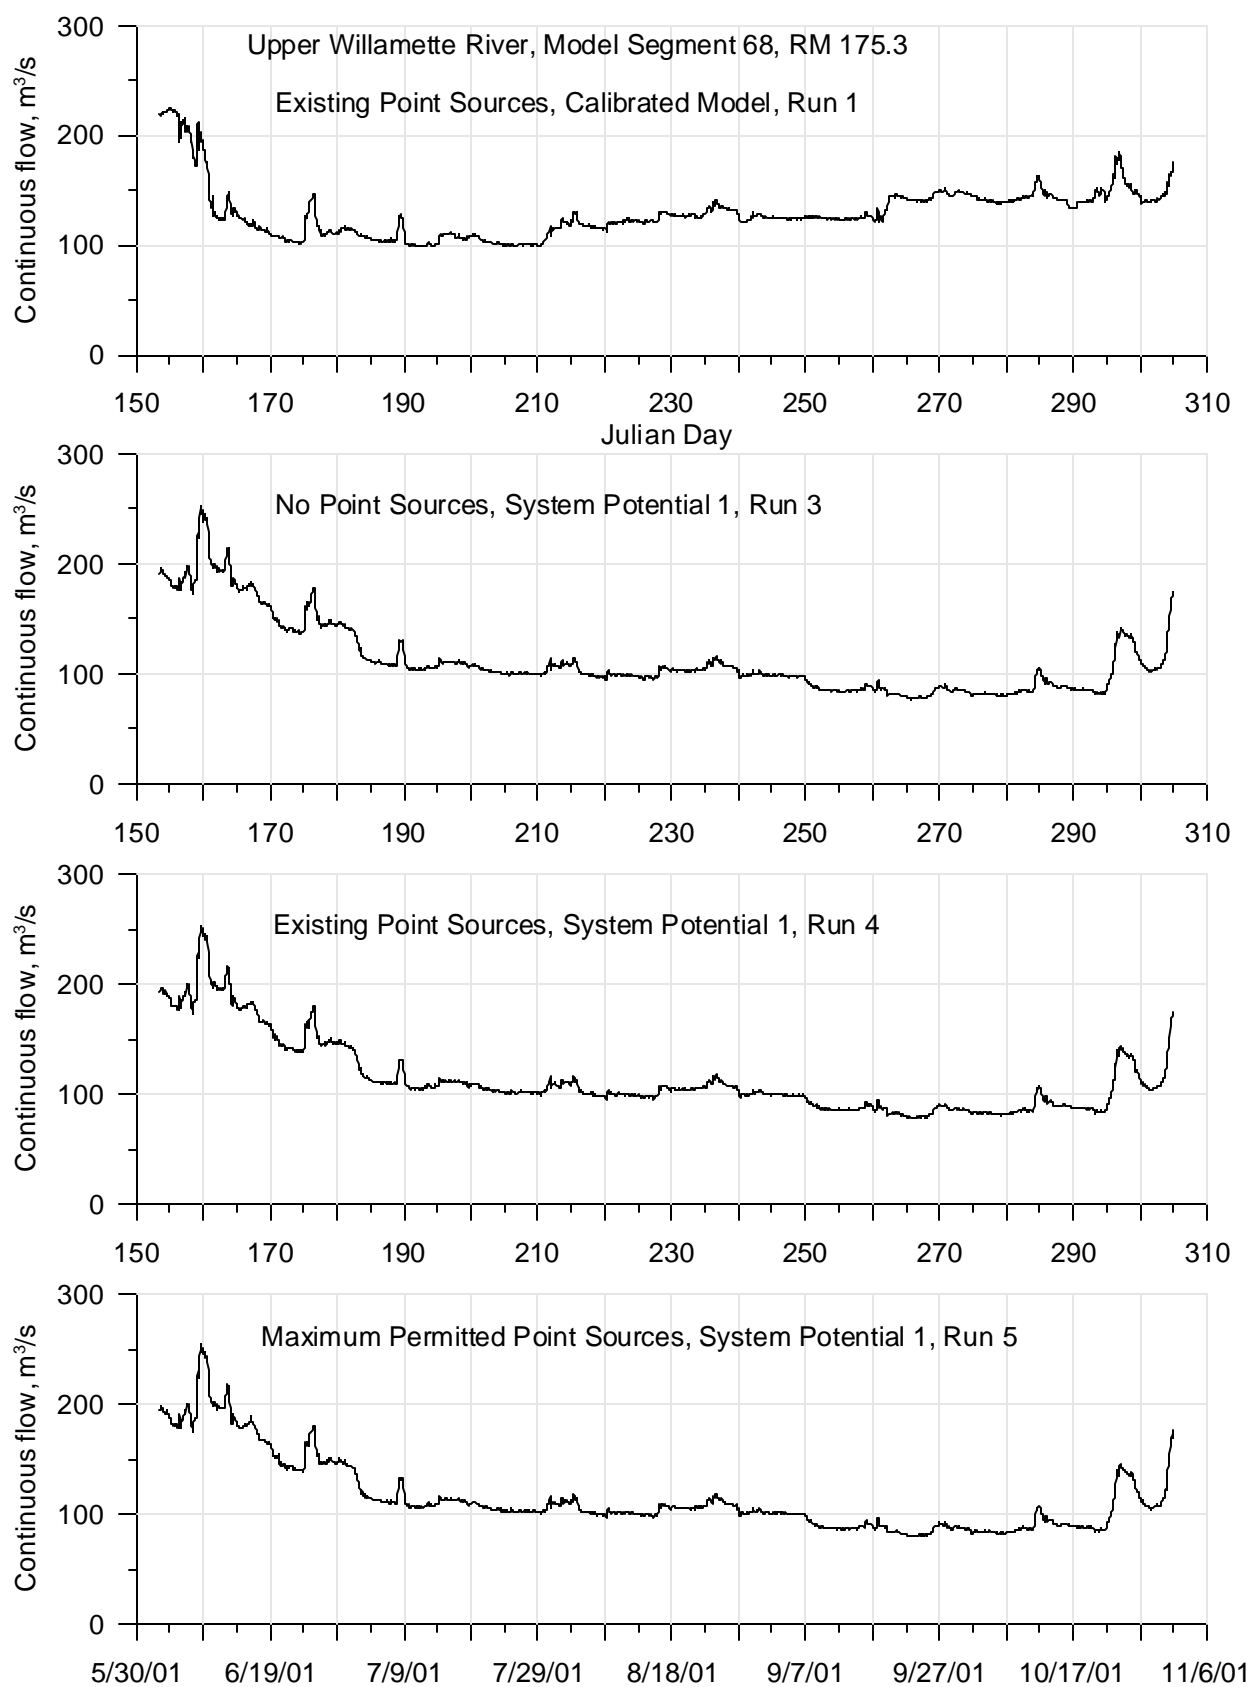 Upper Willamette River, Model Segment 68, RM 175.3
Existing Point Sources, Calibrated Model, Run 1
Continuous flow, m³/s
300
200
100
0
150 170 190 210 230 250 270 290 310
Julian Day
No Point Sources, System Potential 1, Run 3
Continuous flow, m³/s
300
200
100
0
150 170 190 210 230 250 270 290 310
Existing Point Sources, System Potential 1, Run 4
Continuous flow, m³/s
300
200
100
0
150 170 190 210 230 250 270 290 310
Maximum Permitted Point Sources, System Potential 1, Run 5
Continuous flow, m³/s
300
200
100
0
5/30/01 6/19/01 7/9/01 7/29/01 8/18/01 9/7/01 9/27/01 10/17/01 11/6/01